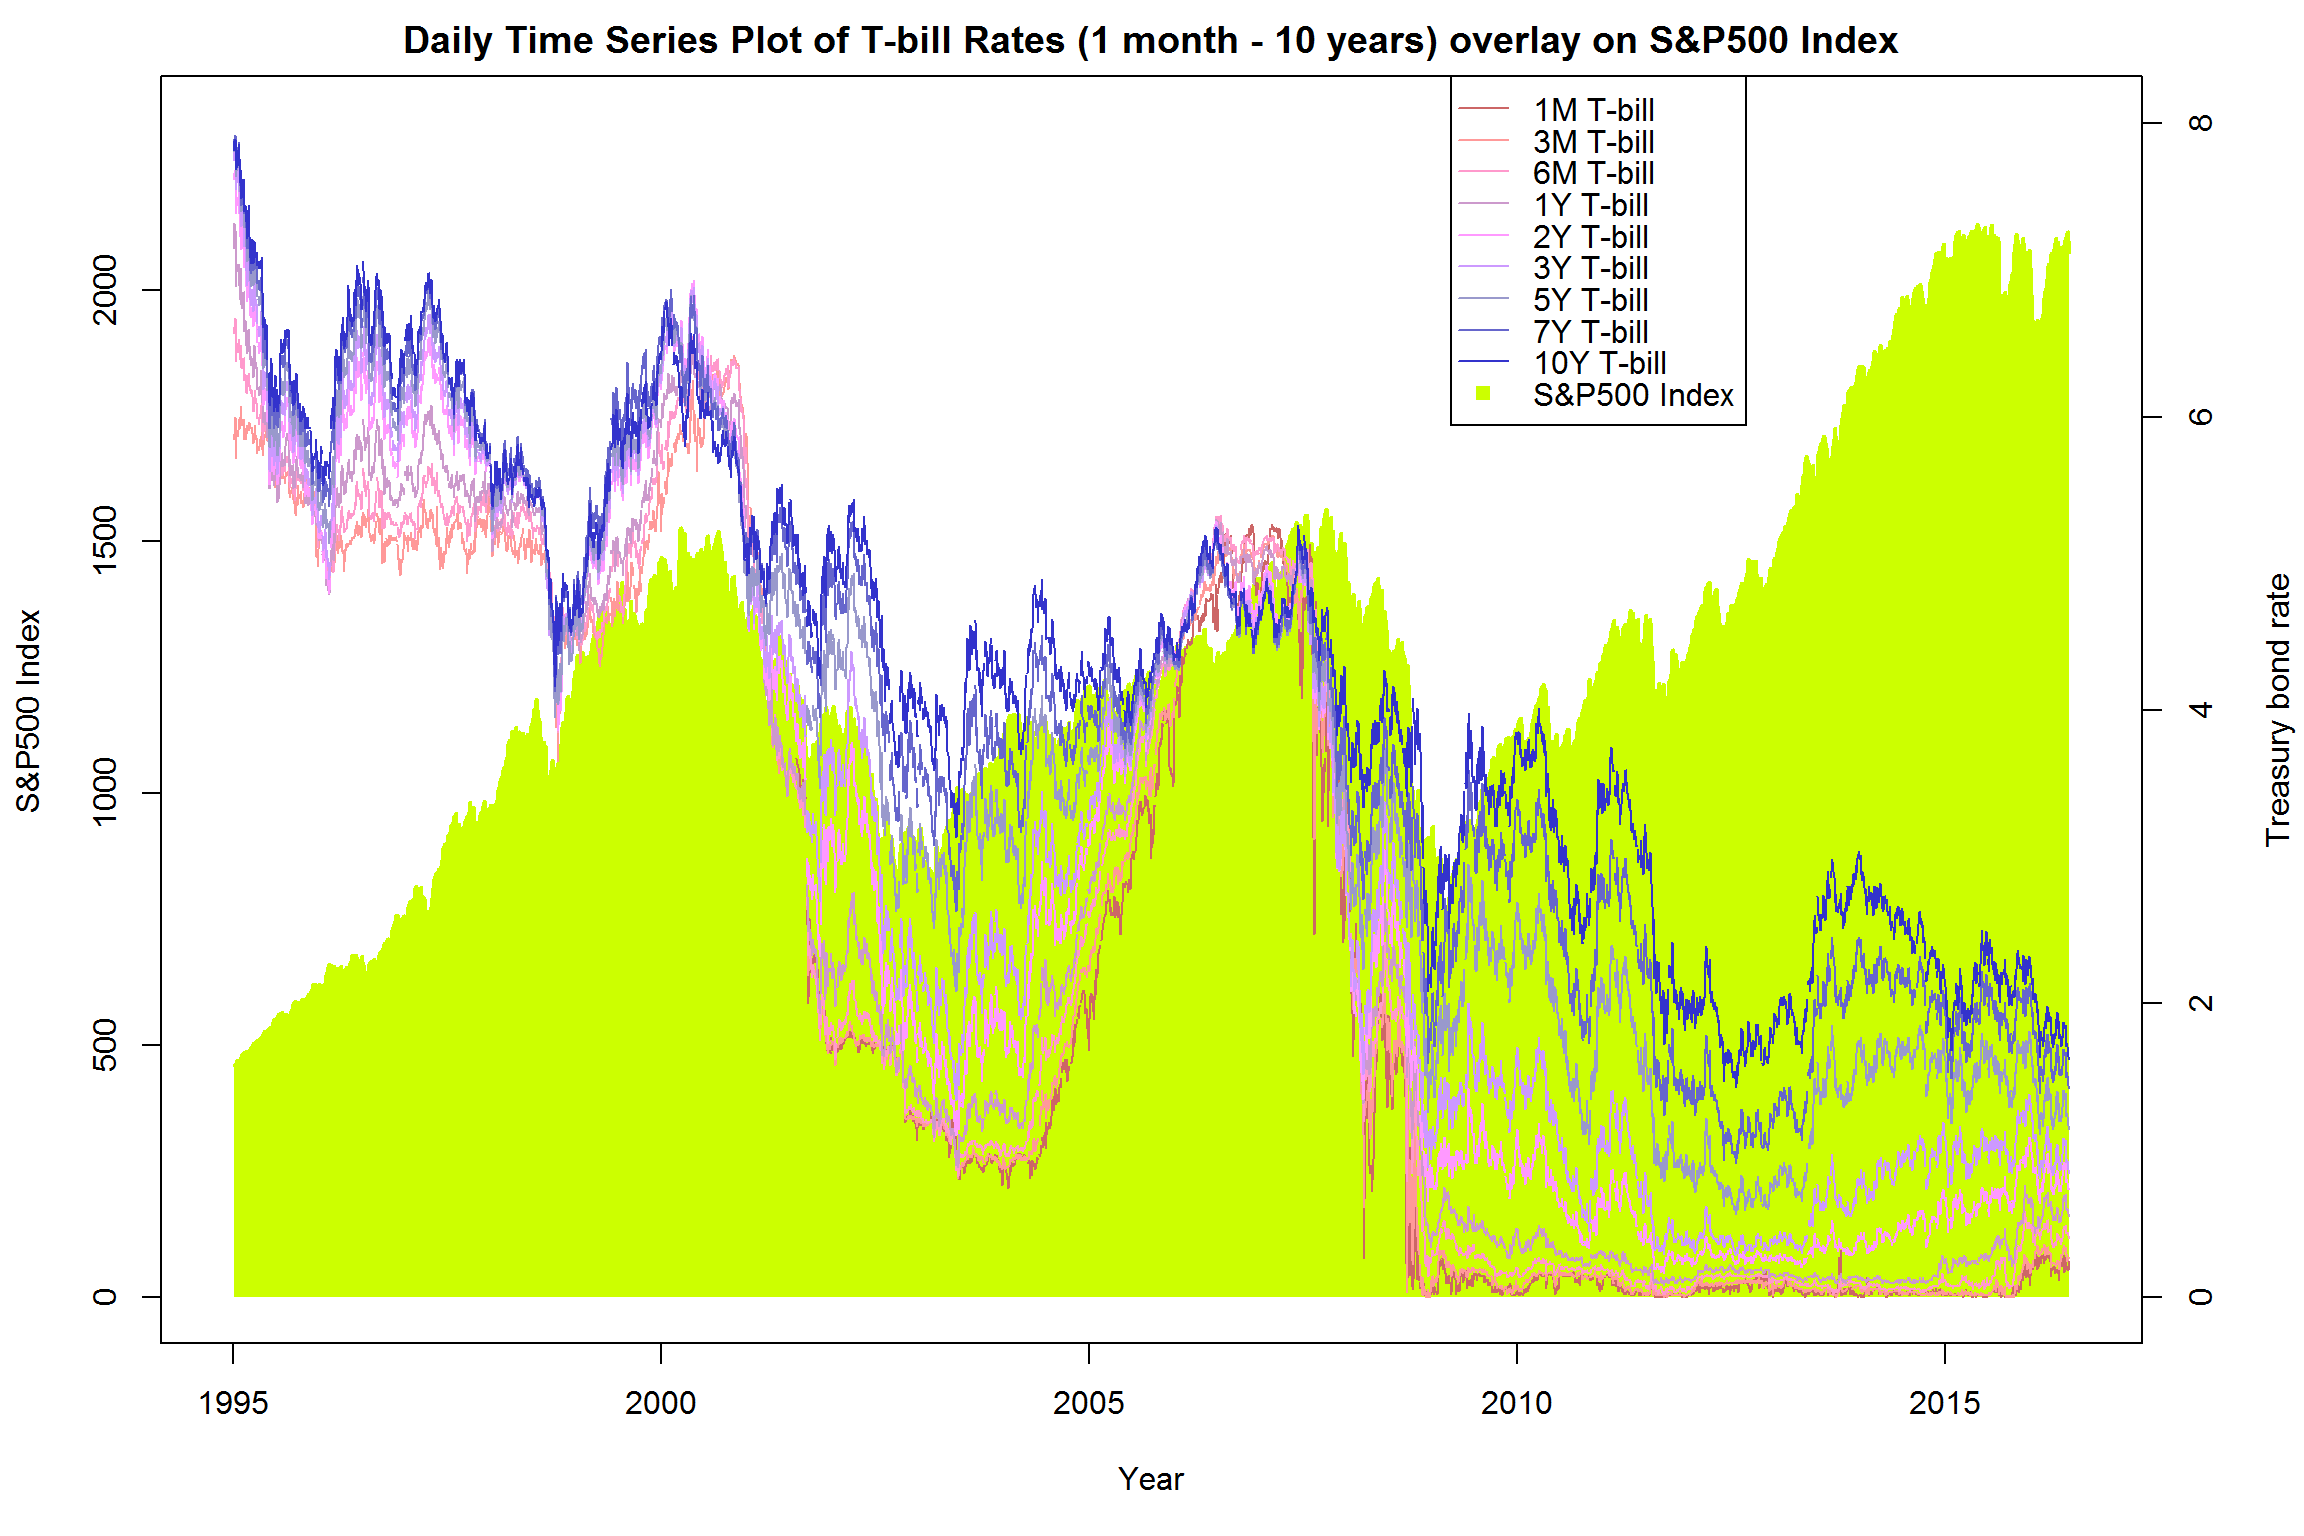 Daily Time Series Plot of T-bill Rates (1 month - 10 years) overlay on S&P500 Index
1M T-bill
3M T-bill
6M T-bill
1Y T-bill
2Y T-bill
3Y T-bill
5Y T-bill
7Y T-bill
10Y T-bill
S&P500 Index
S&P500 Index
2000
1500
1000
500
0
8
6
4
2
0
Treasury bond rate
1995 2000 2005 2010 2015
Year